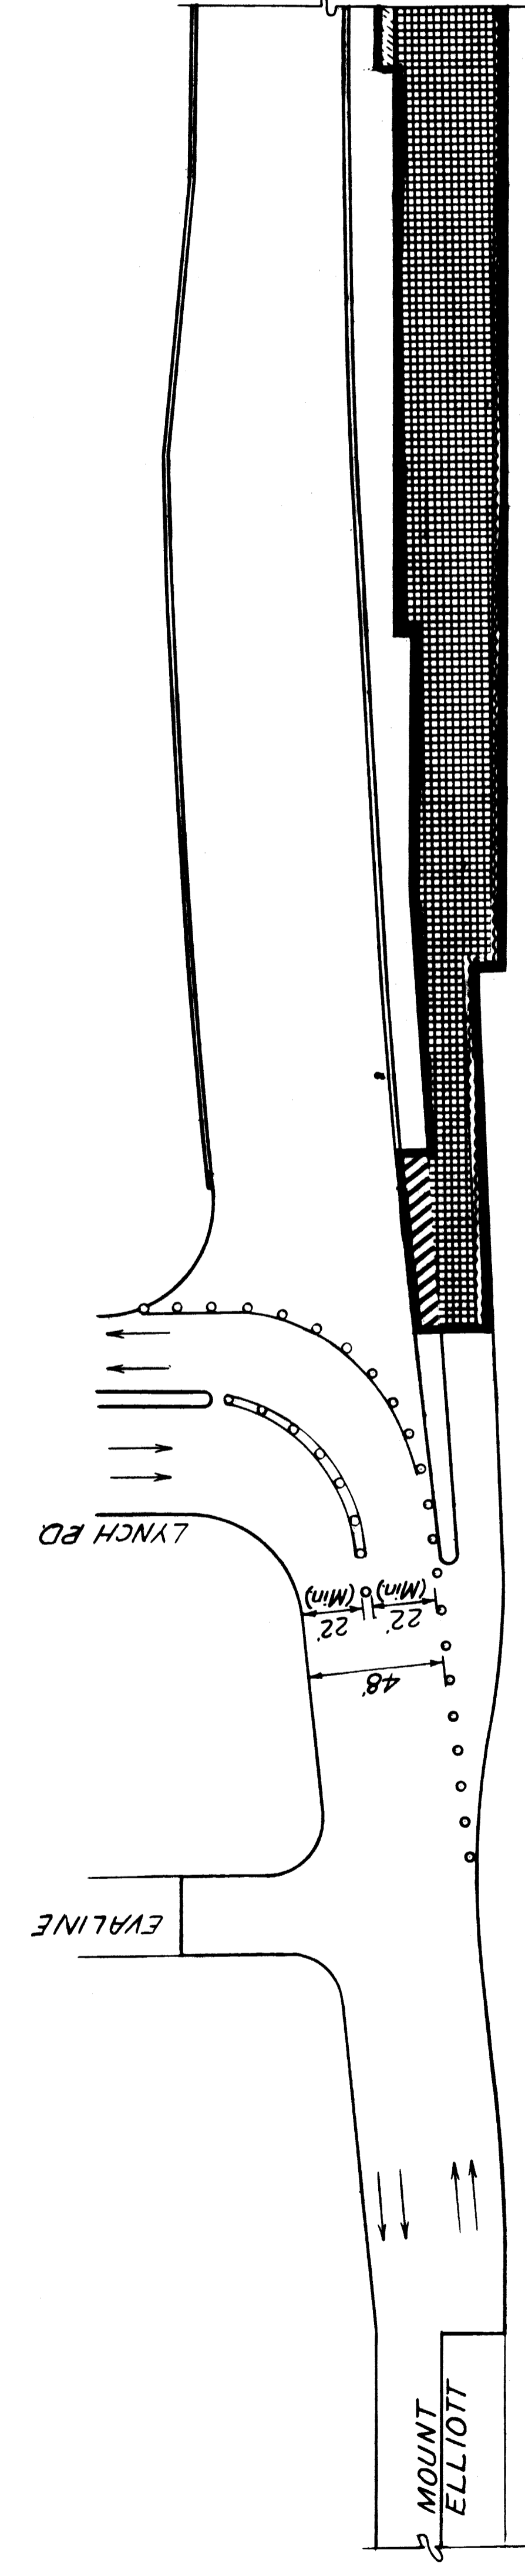 LYNCH RD.
22'
(Min.)
22'
(Min.)
48'
EVALINE
MOUNT
ELLIOTT